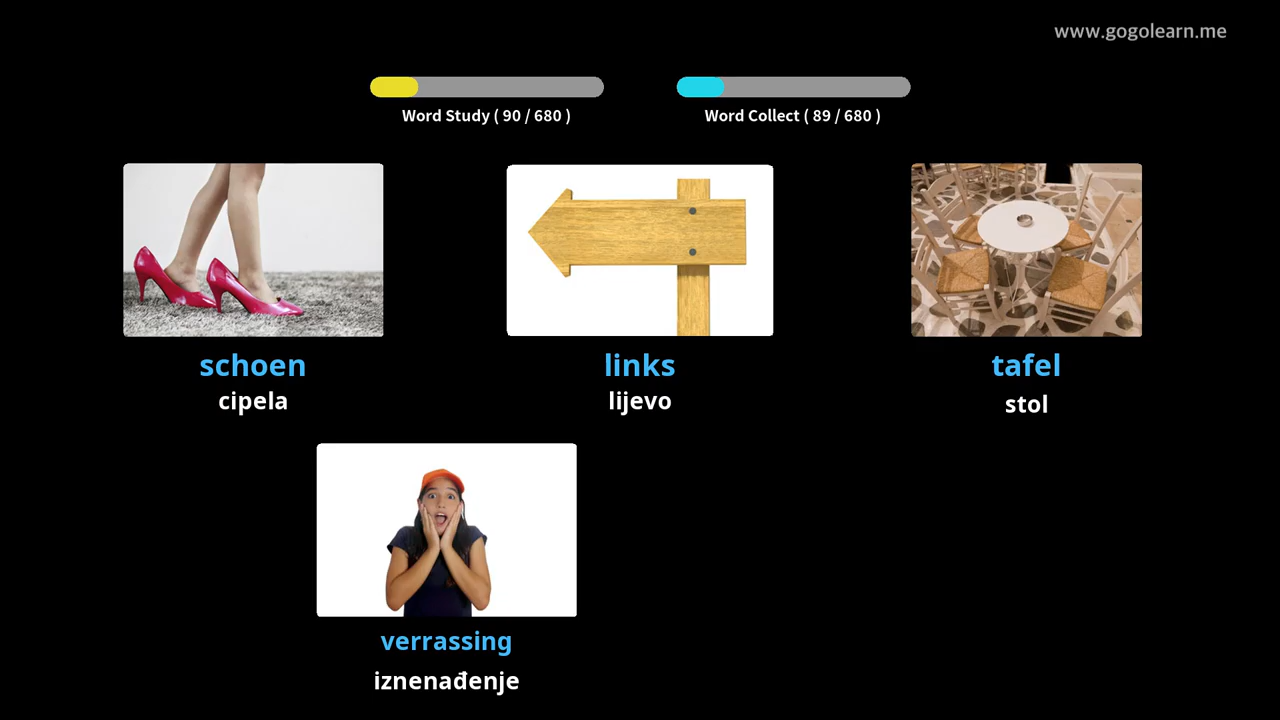 www.gogolearn.me
Word Study ( 90 / 680 )
Word Collect ( 89 / 680 )
schoen
cipela
links
lijevo
tafel
stol
verrassing
iznenađenje